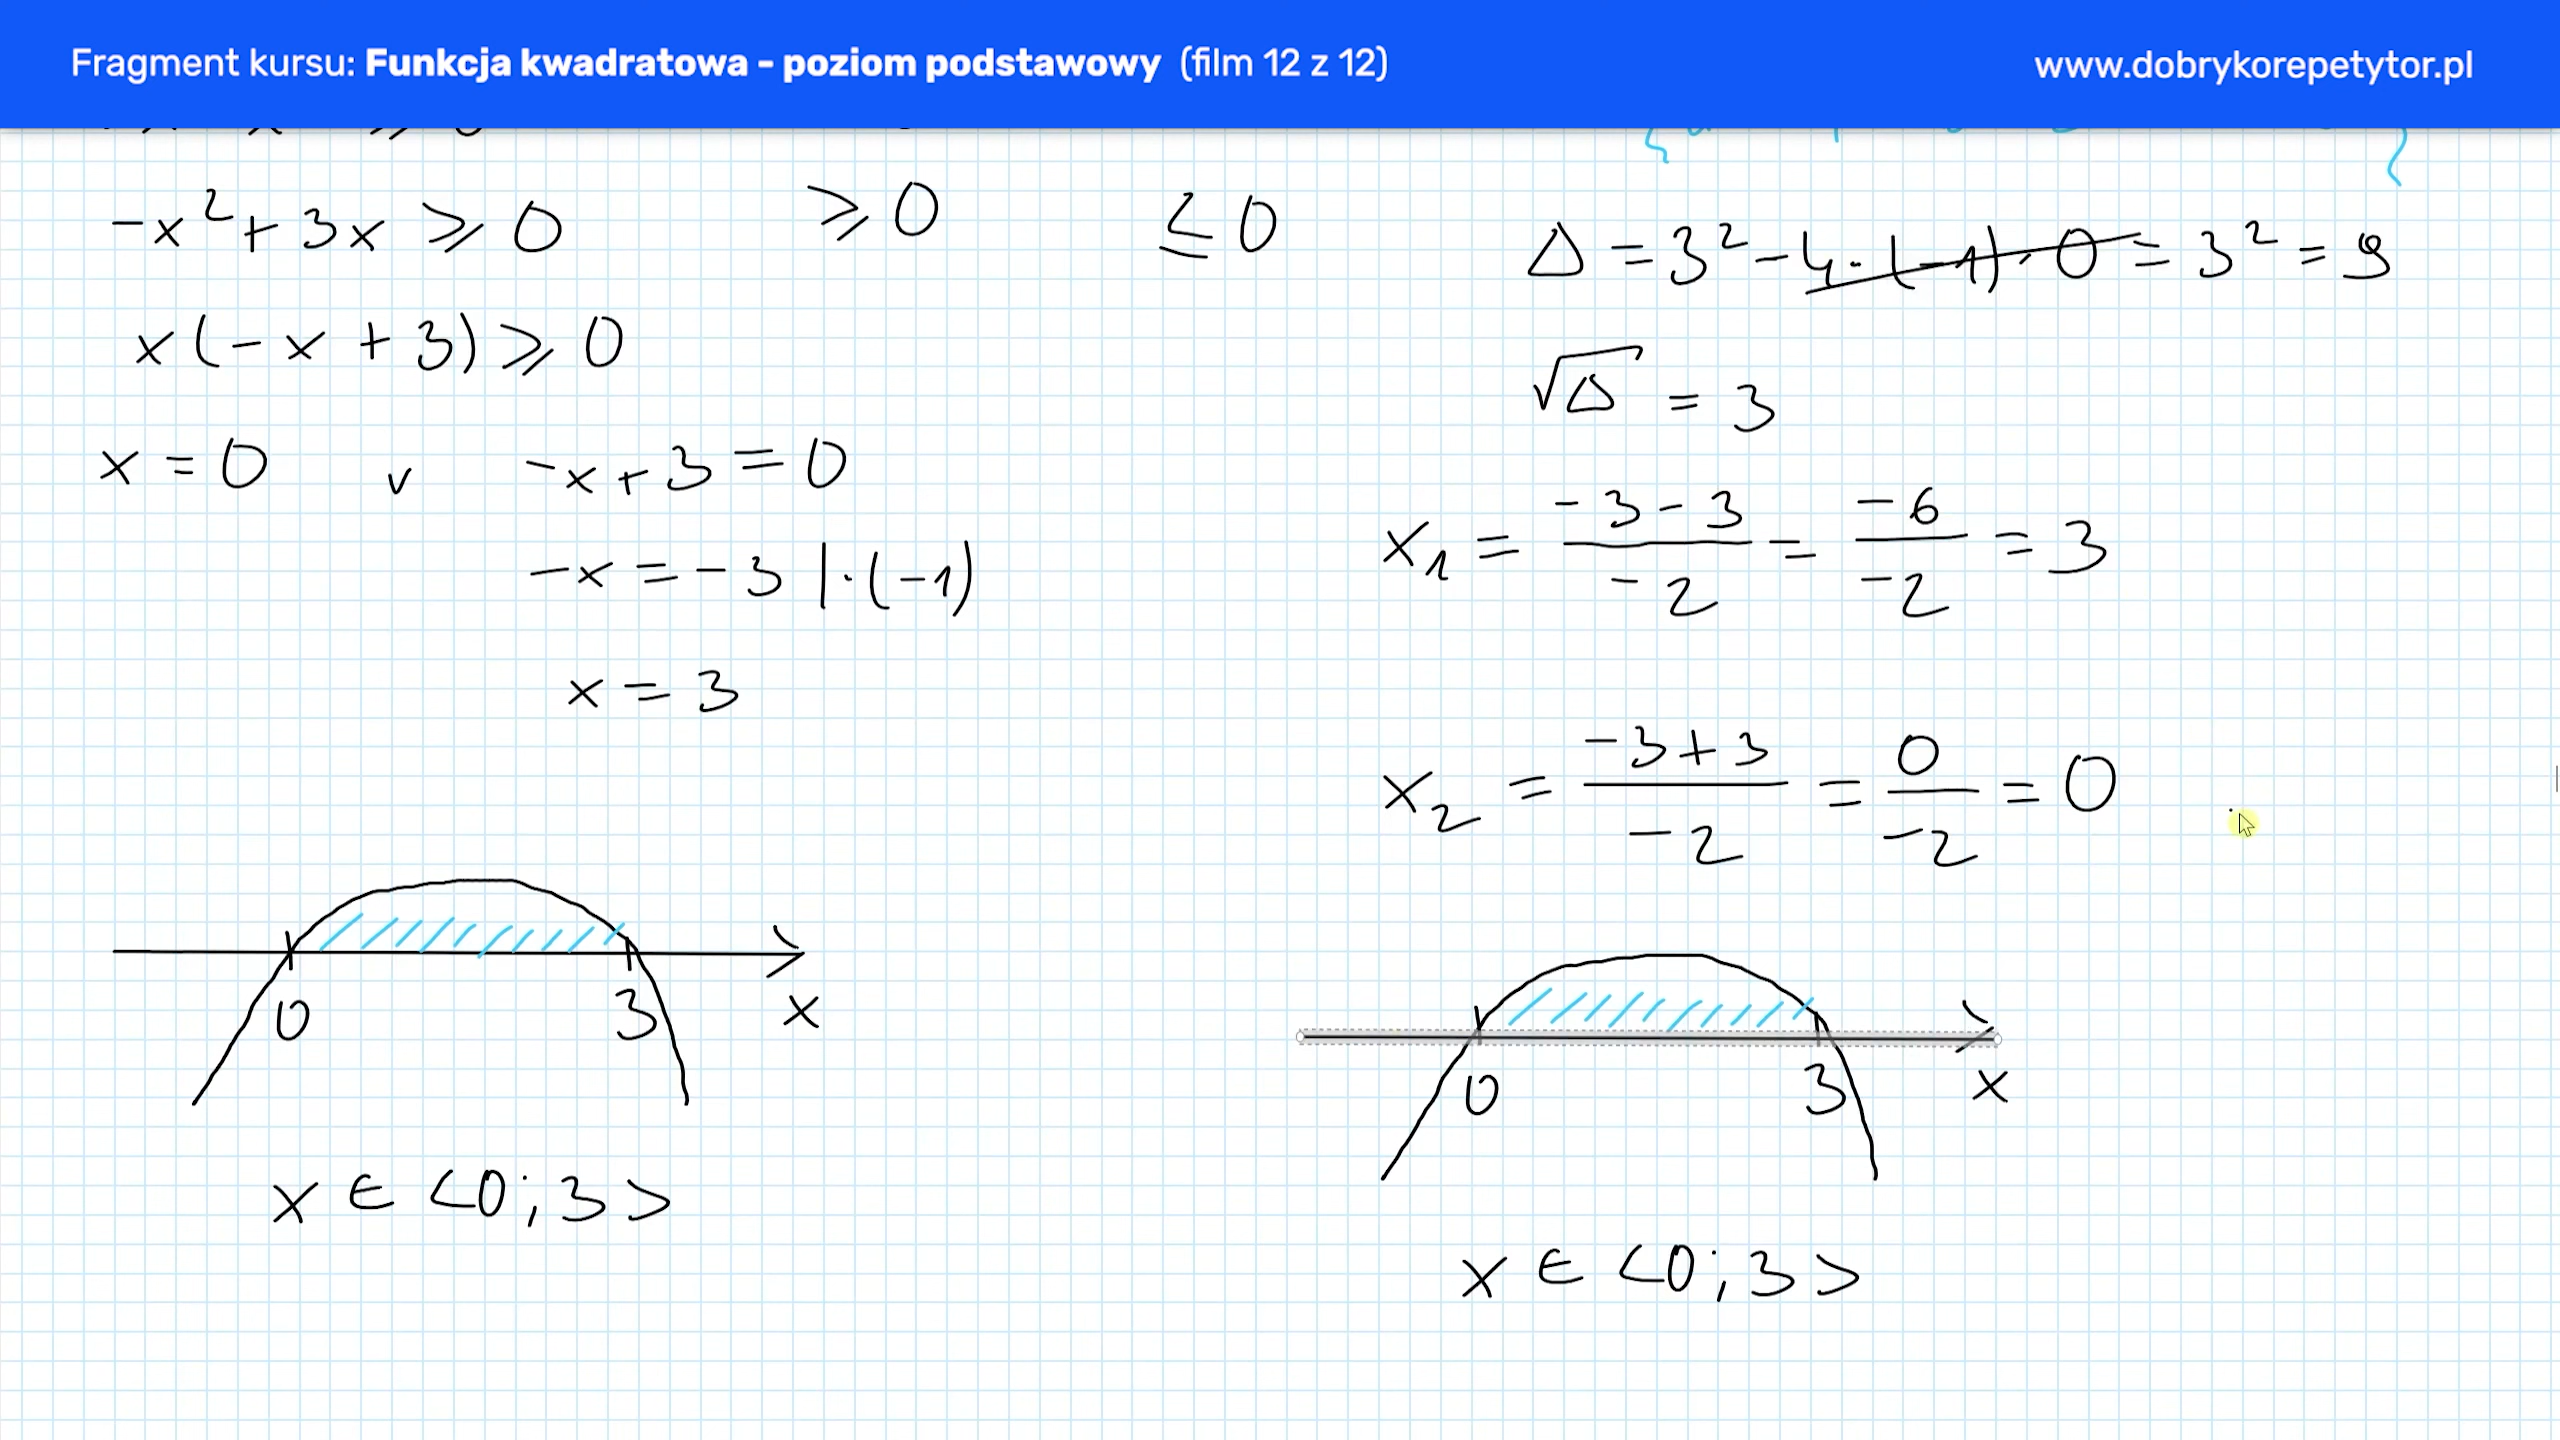 Fragment kursu: Funkcja kwadratowa - poziom podstawowy (film 12 z 12)
www.dobrykorepetytor.pl
-x² + 3x ⩾ 0
⩾ 0
≤ 0
x(-x + 3) ⩾ 0
x = 0 v -x + 3 = 0
-x = -3 | · (-1)
x = 3
0 3 x
x ∈ <0; 3>
Δ = 3² - 4 · (-1) · 0 = 3² = 9
√Δ = 3
x₁ = (-3 - 3)/(-2) = (-6)/(-2) = 3
x₂ = (-3 + 3)/(-2) = 0/(-2) = 0
0 3 x
x ∈ <0; 3>